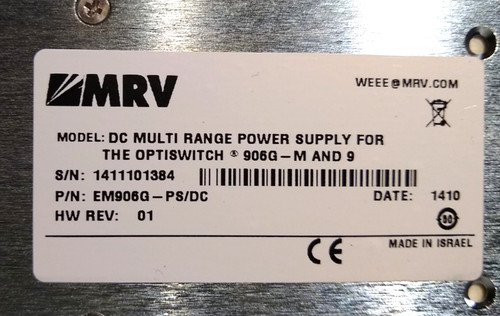 MRV
WEEE@MRV.COM
MODEL: DC MULTI RANGE POWER SUPPLY FOR
THE OPTISWITCH ® 906G-M AND 9
S/N: 1411101384
P/N: EM906G-PS/DC
DATE: 1410
HW REV: 01
50
CE
MADE IN ISRAEL